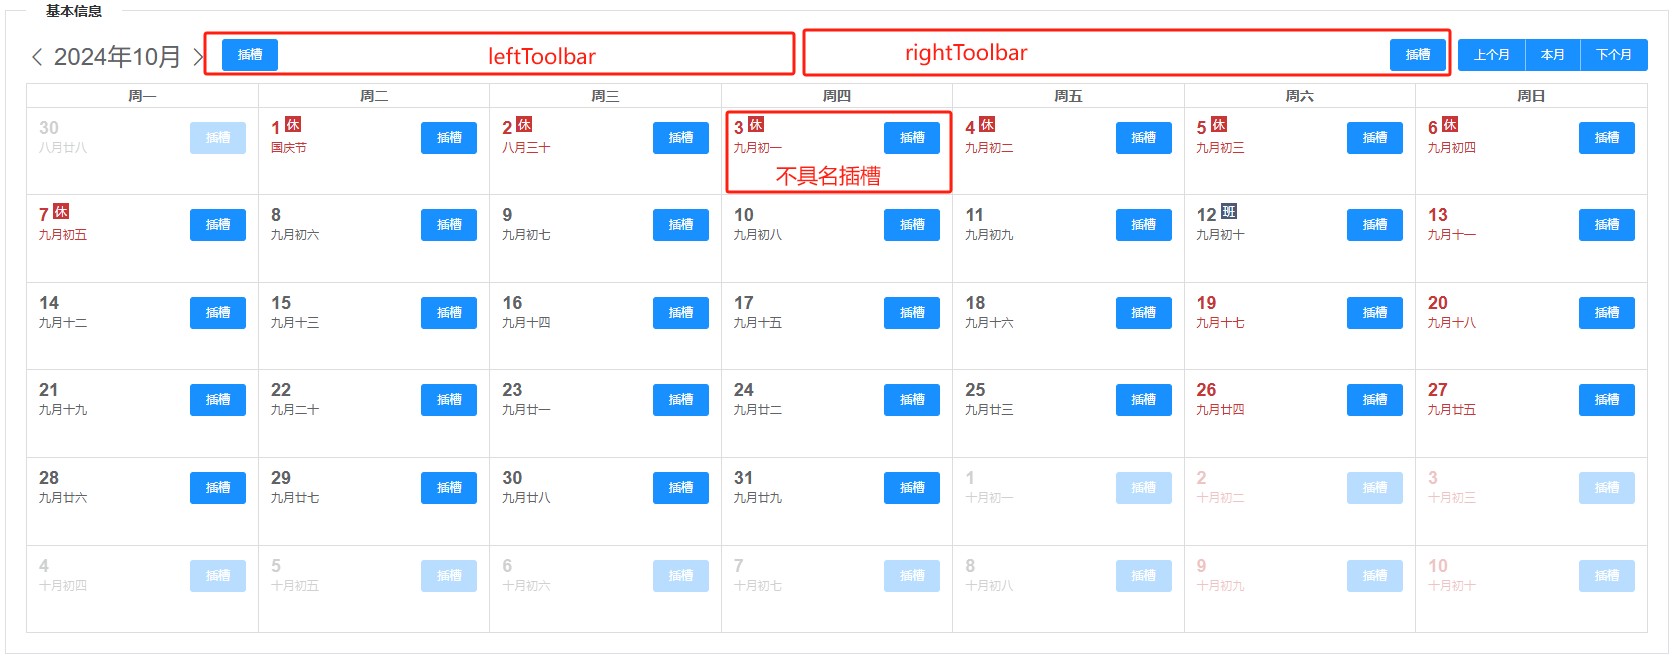 基本信息
2024年10月 插槽 leftToolbar rightToolbar 插槽 上个月 本月 下个月
周一 周二 周三 周四 周五 周六 周日
30 插槽 1 休 插槽 2 休 插槽 3 休 插槽 4 休 插槽 5 休 插槽 6 休 插槽
八月廿八 国庆节 八月三十 九月初一 九月初二 九月初三 九月初四
不具名插槽
7 休 插槽 8 插槽 9 插槽 10 插槽 11 插槽 12 班 插槽 13 插槽
九月初五 九月初六 九月初七 九月初八 九月初九 九月初十 九月十一
14 插槽 15 插槽 16 插槽 17 插槽 18 插槽 19 插槽 20 插槽
九月十二 九月十三 九月十四 九月十五 九月十六 九月十七 九月十八
21 插槽 22 插槽 23 插槽 24 插槽 25 插槽 26 插槽 27 插槽
九月十九 九月二十 九月廿一 九月廿二 九月廿三 九月廿四 九月廿五
28 插槽 29 插槽 30 插槽 31 插槽 1 插槽 2 插槽 3 插槽
九月廿六 九月廿七 九月廿八 九月廿九 十月初一 十月初二 十月初三
4 插槽 5 插槽 6 插槽 7 插槽 8 插槽 9 插槽 10 插槽
十月初四 十月初五 十月初六 十月初七 十月初八 十月初九 十月初十